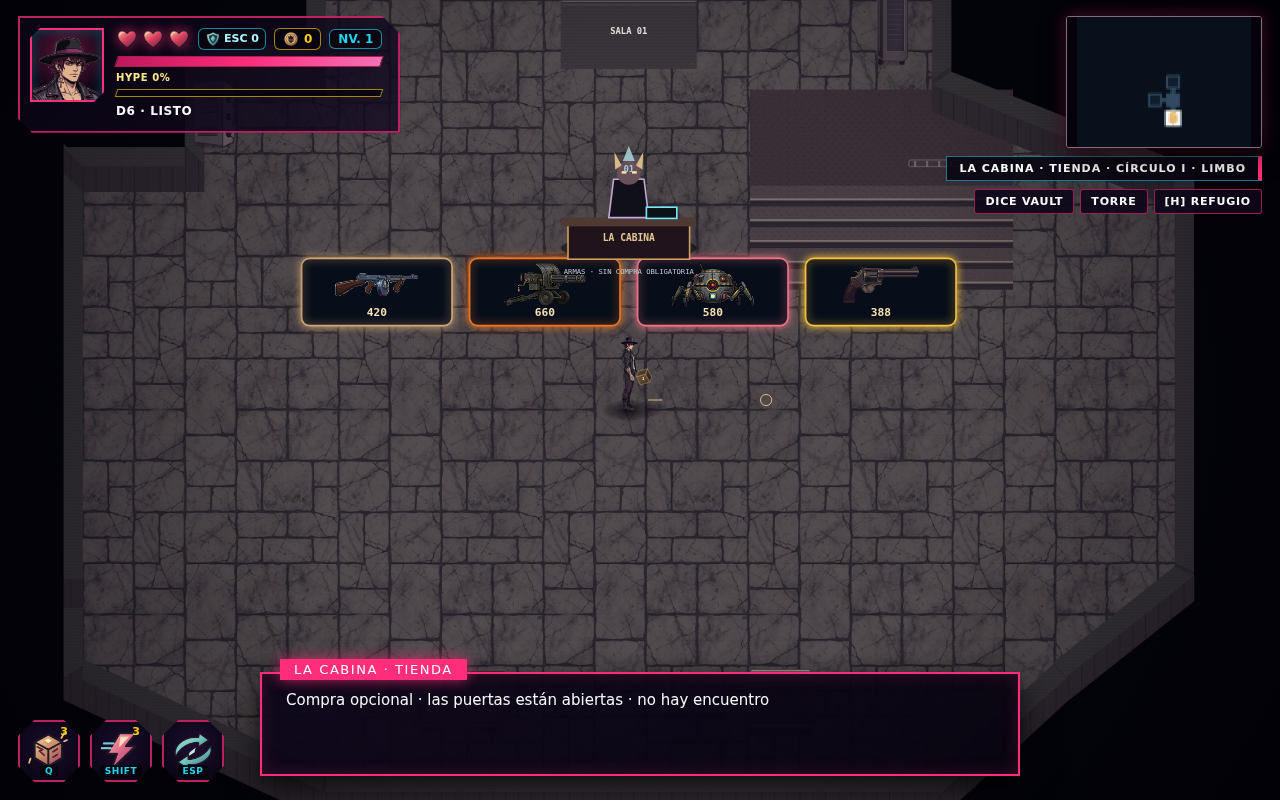 ESC 0
0
NV. 1
HYPE 0%
D6 · LISTO
SALA 01
LA CABINA · TIENDA · CÍRCULO I · LIMBO
DICE VAULT
TORRE
[H] REFUGIO
01
LA CABINA
ARMAS · SIN COMPRA OBLIGATORIA
420
660
580
388
LA CABINA · TIENDA
Compra opcional · las puertas están abiertas · no hay encuentro
3
Q
3
SHIFT
ESP